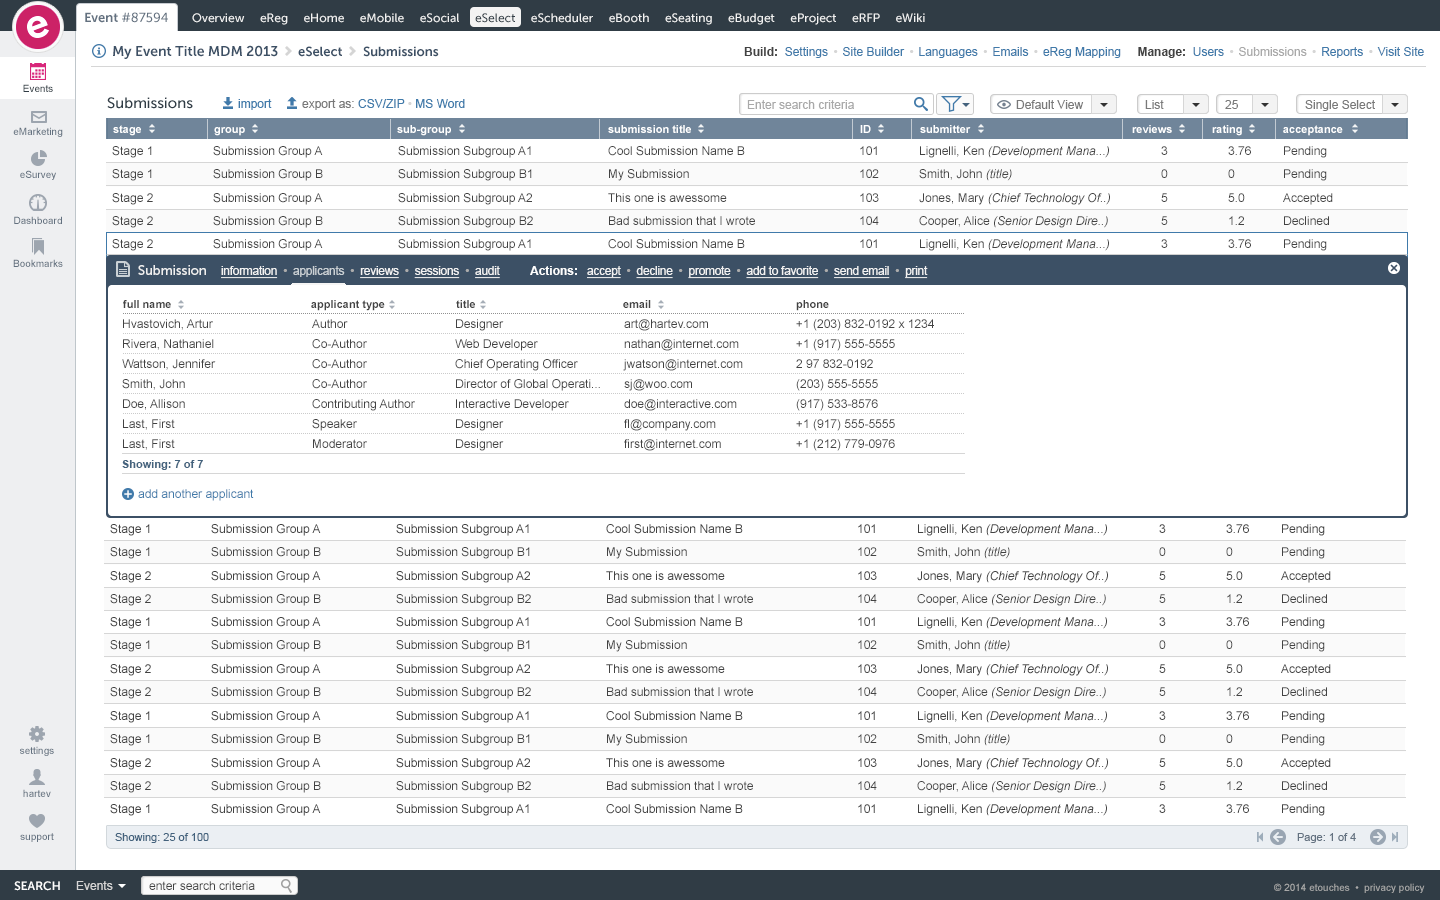 e
Event #87594 Overview eReg eHome eMobile eSocial eSelect eScheduler eBooth eSeating eBudget eProject eRFP eWiki
My Event Title MDM 2013 eSelect Submissions Build: Settings • Site Builder • Languages • Emails • eReg Mapping Manage: Users • Submissions • Reports • Visit Site
Events
eMarketing
eSurvey
Dashboard
Bookmarks
settings
hartev
support
Submissions import export as: CSV/ZIP • MS Word Enter search criteria Default View List 25 Single Select
stage group sub-group submission title ID submitter reviews rating acceptance
Stage 1 Submission Group A Submission Subgroup A1 Cool Submission Name B 101 Lignelli, Ken (Development Mana...) 3 3.76 Pending
Stage 1 Submission Group B Submission Subgroup B1 My Submission 102 Smith, John (title) 0 0 Pending
Stage 2 Submission Group A Submission Subgroup A2 This one is awessome 103 Jones, Mary (Chief Technology Of..) 5 5.0 Accepted
Stage 2 Submission Group B Submission Subgroup B2 Bad submission that I wrote 104 Cooper, Alice (Senior Design Dire..) 5 1.2 Declined
Stage 2 Submission Group A Submission Subgroup A1 Cool Submission Name B 101 Lignelli, Ken (Development Mana...) 3 3.76 Pending
Submission information • applicants • reviews • sessions • audit Actions: accept • decline • promote • add to favorite • send email • print
full name applicant type title email phone
Hvastovich, Artur Author Designer art@hartev.com +1 (203) 832-0192 x 1234
Rivera, Nathaniel Co-Author Web Developer nathan@internet.com +1 (917) 555-5555
Wattson, Jennifer Co-Author Chief Operating Officer jwatson@internet.com 2 97 832-0192
Smith, John Co-Author Director of Global Operati... sj@woo.com (203) 555-5555
Doe, Allison Contributing Author Interactive Developer doe@interactive.com (917) 533-8576
Last, First Speaker Designer fl@company.com +1 (917) 555-5555
Last, First Moderator Designer first@internet.com +1 (212) 779-0976
Showing: 7 of 7
add another applicant
Stage 1 Submission Group A Submission Subgroup A1 Cool Submission Name B 101 Lignelli, Ken (Development Mana...) 3 3.76 Pending
Stage 1 Submission Group B Submission Subgroup B1 My Submission 102 Smith, John (title) 0 0 Pending
Stage 2 Submission Group A Submission Subgroup A2 This one is awessome 103 Jones, Mary (Chief Technology Of..) 5 5.0 Accepted
Stage 2 Submission Group B Submission Subgroup B2 Bad submission that I wrote 104 Cooper, Alice (Senior Design Dire..) 5 1.2 Declined
Stage 2 Submission Group A Submission Subgroup A1 Cool Submission Name B 101 Lignelli, Ken (Development Mana...) 3 3.76 Pending
Stage 1 Submission Group B Submission Subgroup B1 My Submission 102 Smith, John (title) 0 0 Pending
Stage 2 Submission Group A Submission Subgroup A2 This one is awessome 103 Jones, Mary (Chief Technology Of..) 5 5.0 Accepted
Stage 2 Submission Group B Submission Subgroup B2 Bad submission that I wrote 104 Cooper, Alice (Senior Design Dire..) 5 1.2 Declined
Stage 1 Submission Group A Submission Subgroup A1 Cool Submission Name B 101 Lignelli, Ken (Development Mana...) 3 3.76 Pending
Stage 1 Submission Group B Submission Subgroup B1 My Submission 102 Smith, John (title) 0 0 Pending
Stage 2 Submission Group A Submission Subgroup A2 This one is awessome 103 Jones, Mary (Chief Technology Of..) 5 5.0 Accepted
Stage 2 Submission Group B Submission Subgroup B2 Bad submission that I wrote 104 Cooper, Alice (Senior Design Dire..) 5 1.2 Declined
Stage 1 Submission Group A Submission Subgroup A1 Cool Submission Name B 101 Lignelli, Ken (Development Mana...) 3 3.76 Pending
Showing: 25 of 100 Page: 1 of 4
SEARCH Events enter search criteria © 2014 etouches • privacy policy